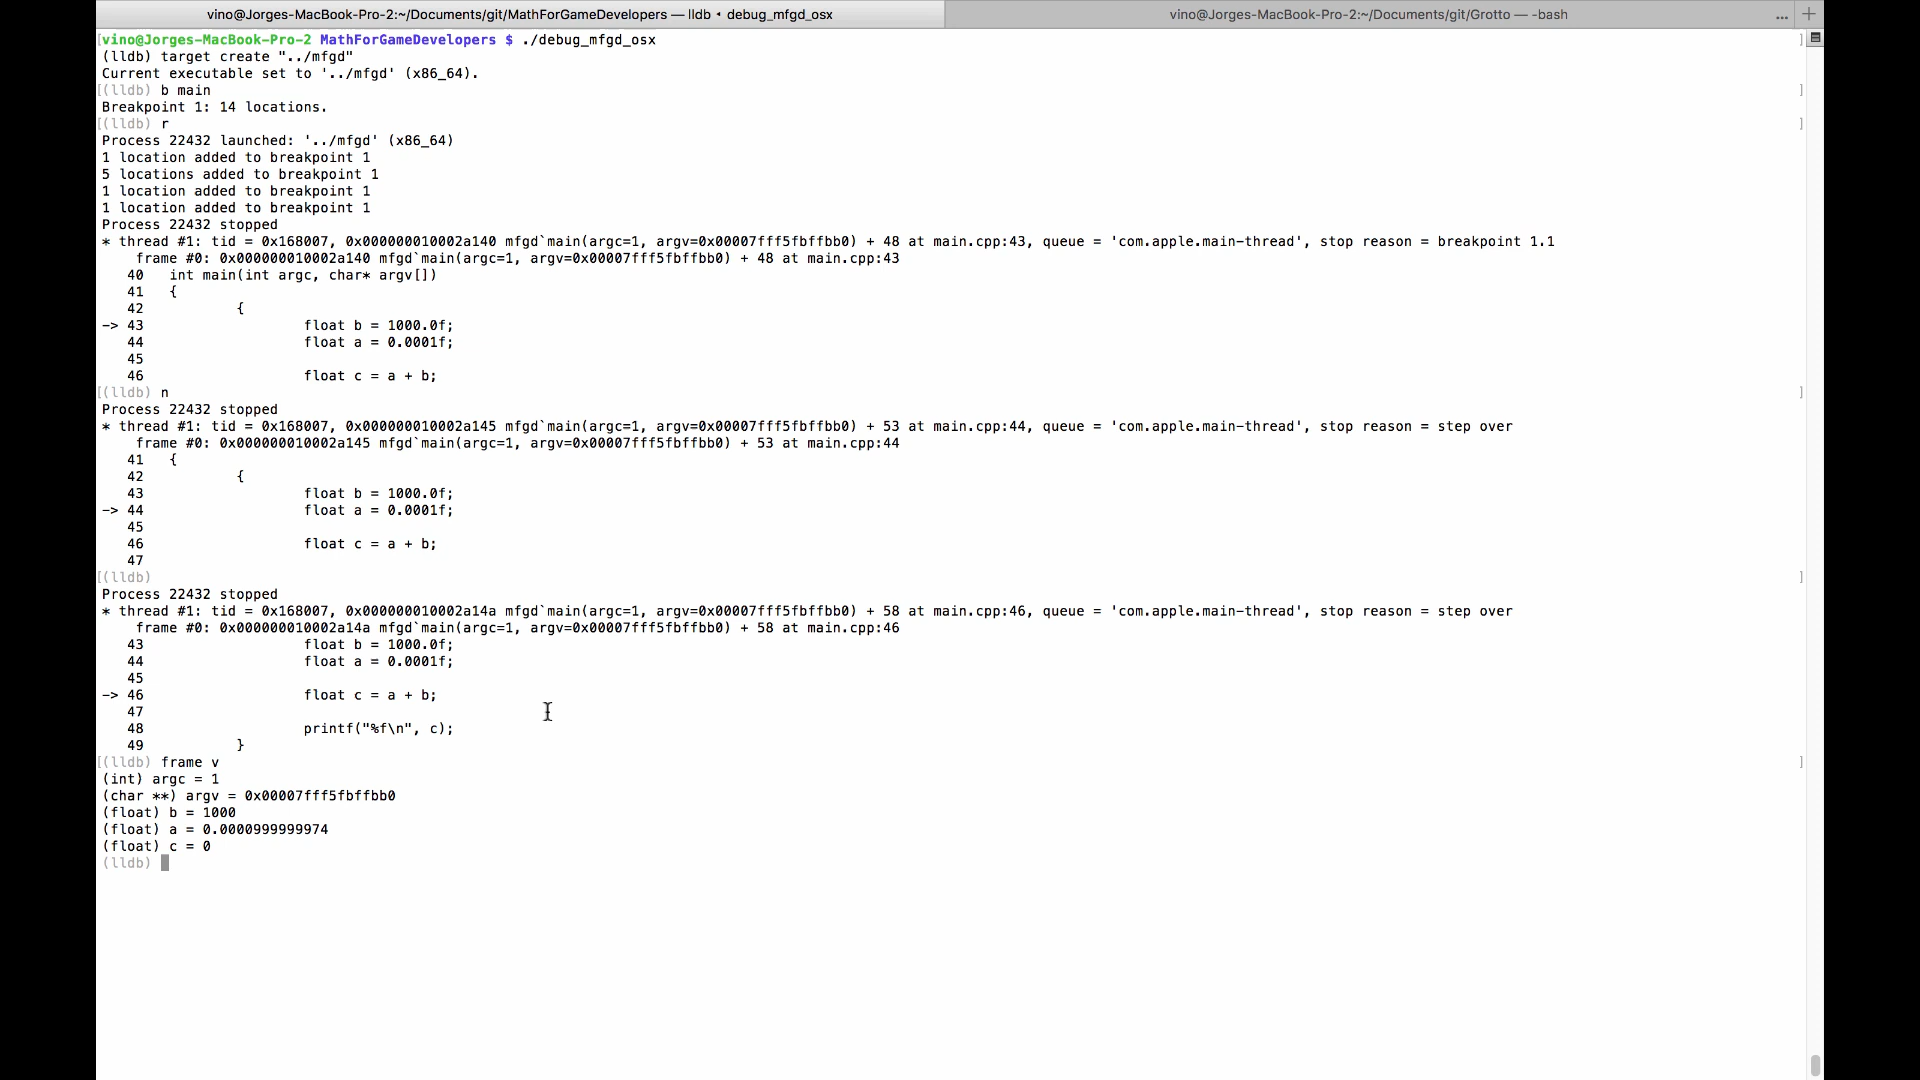 vino@Jorges-MacBook-Pro-2:~/Documents/git/MathForGameDevelopers — lldb • debug_mfgd_osx
vino@Jorges-MacBook-Pro-2:~/Documents/git/Grotto — -bash
... +
[vino@Jorges-MacBook-Pro-2 MathForGameDevelopers $ ./debug_mfgd_osx ]
(lldb) target create "../mfgd"
Current executable set to '../mfgd' (x86_64).
[(lldb) b main ]
Breakpoint 1: 14 locations.
[(lldb) r ]
Process 22432 launched: '../mfgd' (x86_64)
1 location added to breakpoint 1
5 locations added to breakpoint 1
1 location added to breakpoint 1
1 location added to breakpoint 1
Process 22432 stopped
* thread #1: tid = 0x168007, 0x000000010002a140 mfgd`main(argc=1, argv=0x00007fff5fbffbb0) + 48 at main.cpp:43, queue = 'com.apple.main-thread', stop reason = breakpoint 1.1
frame #0: 0x000000010002a140 mfgd`main(argc=1, argv=0x00007fff5fbffbb0) + 48 at main.cpp:43
40 int main(int argc, char* argv[])
41 {
42 {
-> 43 float b = 1000.0f;
44 float a = 0.0001f;
45
46 float c = a + b;
[(lldb) n ]
Process 22432 stopped
* thread #1: tid = 0x168007, 0x000000010002a145 mfgd`main(argc=1, argv=0x00007fff5fbffbb0) + 53 at main.cpp:44, queue = 'com.apple.main-thread', stop reason = step over
frame #0: 0x000000010002a145 mfgd`main(argc=1, argv=0x00007fff5fbffbb0) + 53 at main.cpp:44
41 {
42 {
43 float b = 1000.0f;
-> 44 float a = 0.0001f;
45
46 float c = a + b;
47
[(lldb) ]
Process 22432 stopped
* thread #1: tid = 0x168007, 0x000000010002a14a mfgd`main(argc=1, argv=0x00007fff5fbffbb0) + 58 at main.cpp:46, queue = 'com.apple.main-thread', stop reason = step over
frame #0: 0x000000010002a14a mfgd`main(argc=1, argv=0x00007fff5fbffbb0) + 58 at main.cpp:46
43 float b = 1000.0f;
44 float a = 0.0001f;
45
-> 46 float c = a + b;
47
48 printf("%f\n", c);
49 }
[(lldb) frame v ]
(int) argc = 1
(char **) argv = 0x00007fff5fbffbb0
(float) b = 1000
(float) a = 0.0000999999974
(float) c = 0
(lldb)